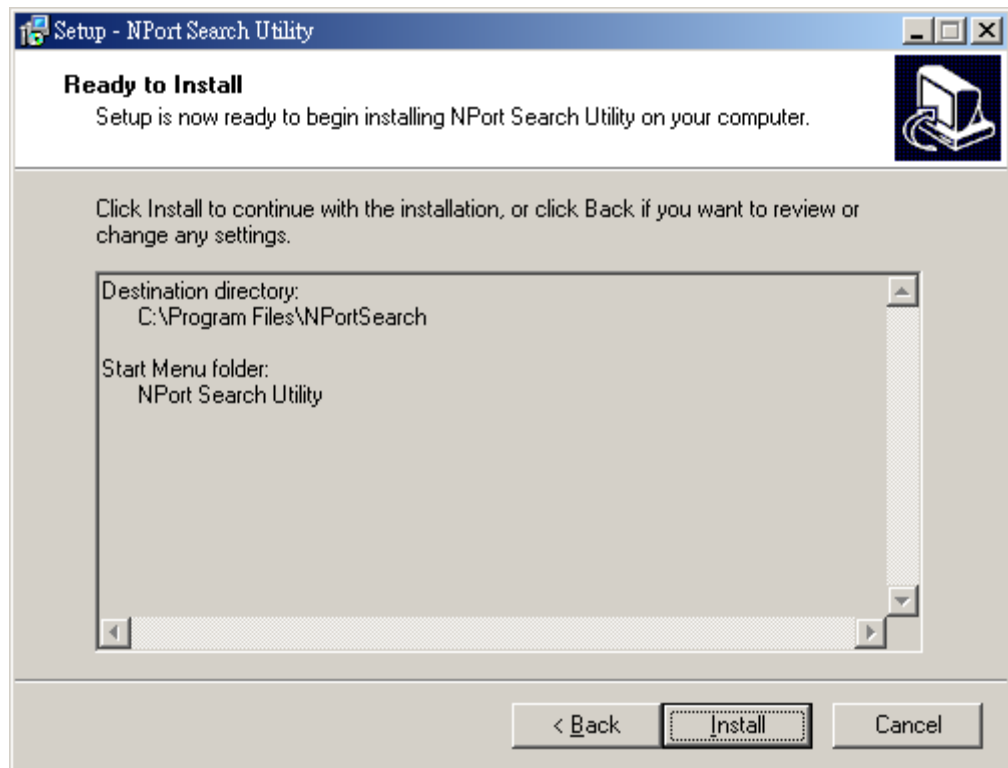 Setup - NPort Search Utility
Ready to Install
Setup is now ready to begin installing NPort Search Utility on your computer.
Click Install to continue with the installation, or click Back if you want to review or
change any settings.
Destination directory:
C:\Program Files\NPortSearch
Start Menu folder:
NPort Search Utility
< Back
Install
Cancel